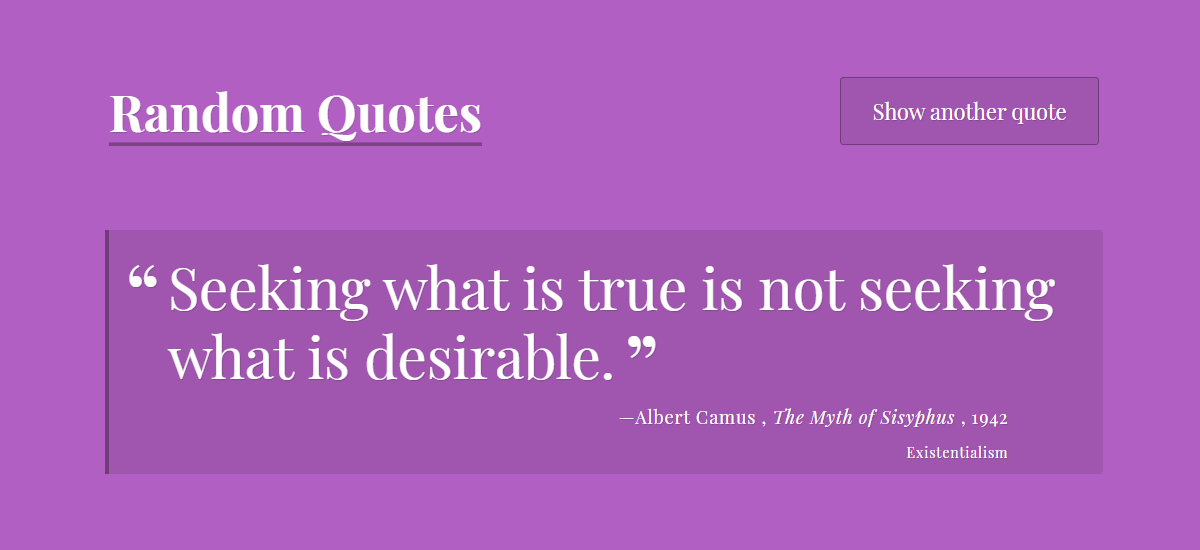 Random Quotes
Show another quote
“ Seeking what is true is not seeking
what is desirable. ”
—Albert Camus , The Myth of Sisyphus , 1942
Existentialism